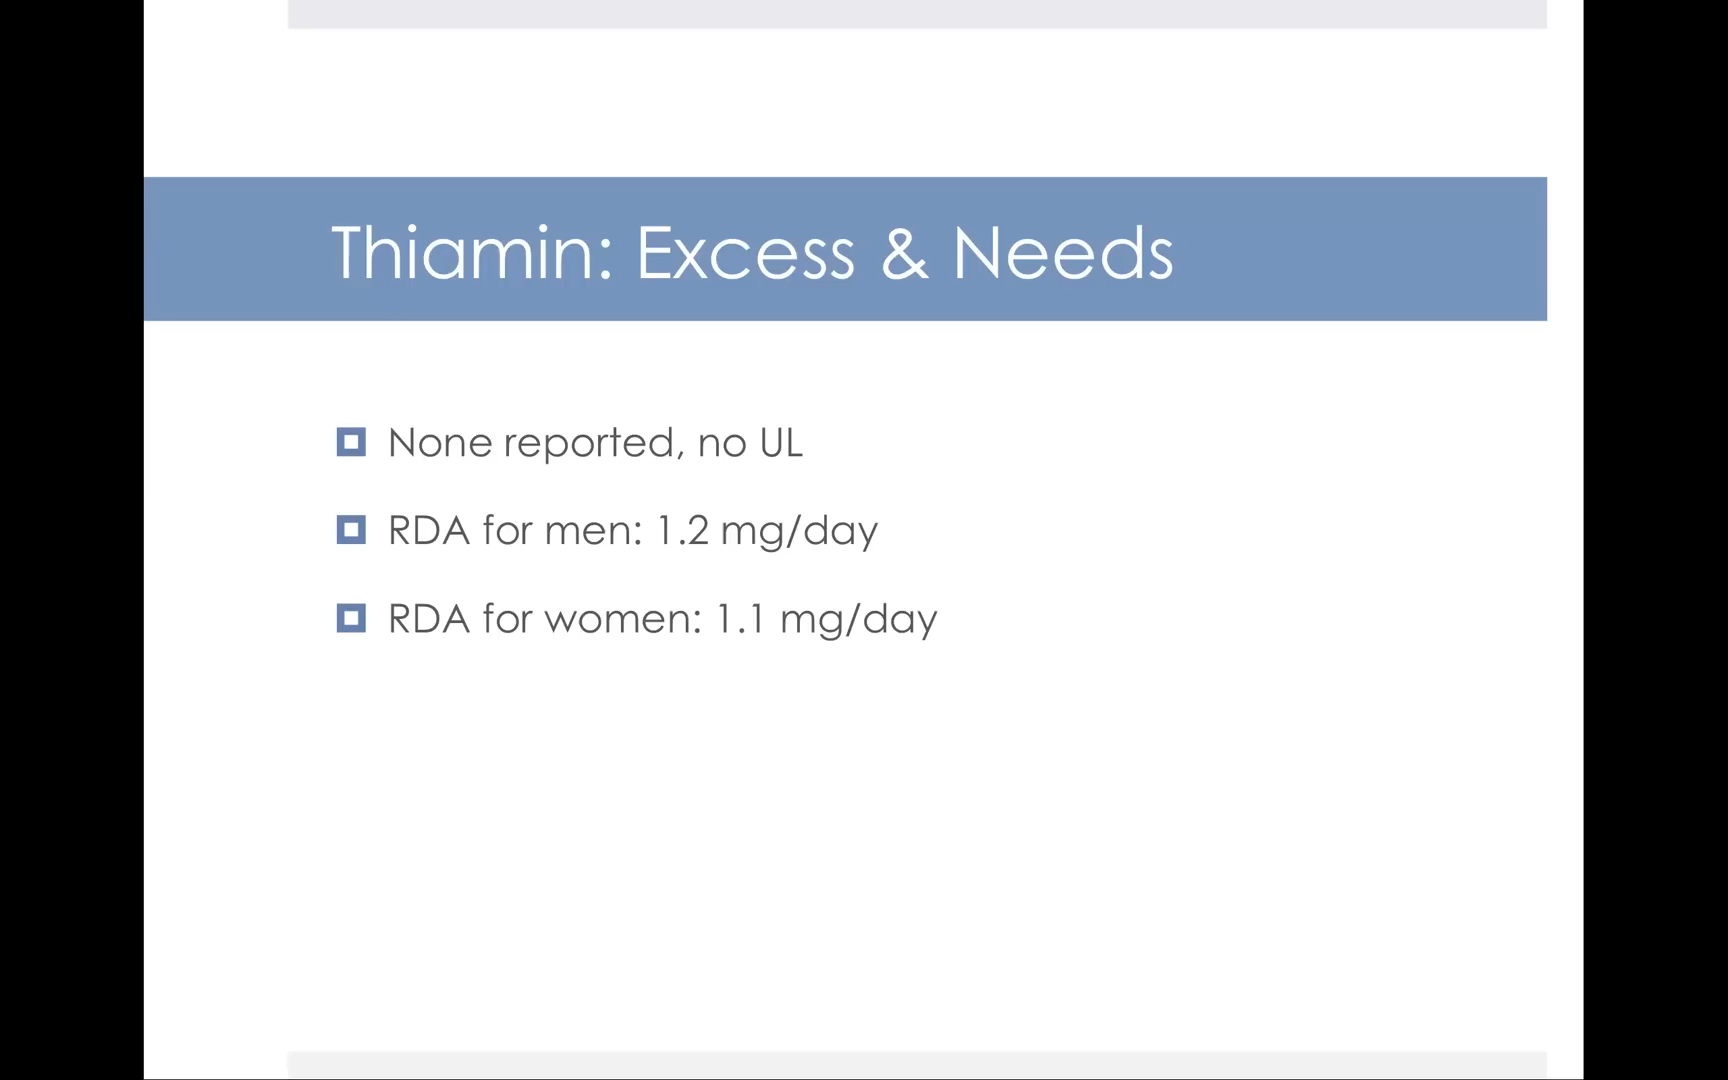 Thiamin: Excess & Needs
None reported, no UL
RDA for men: 1.2 mg/day
RDA for women: 1.1 mg/day